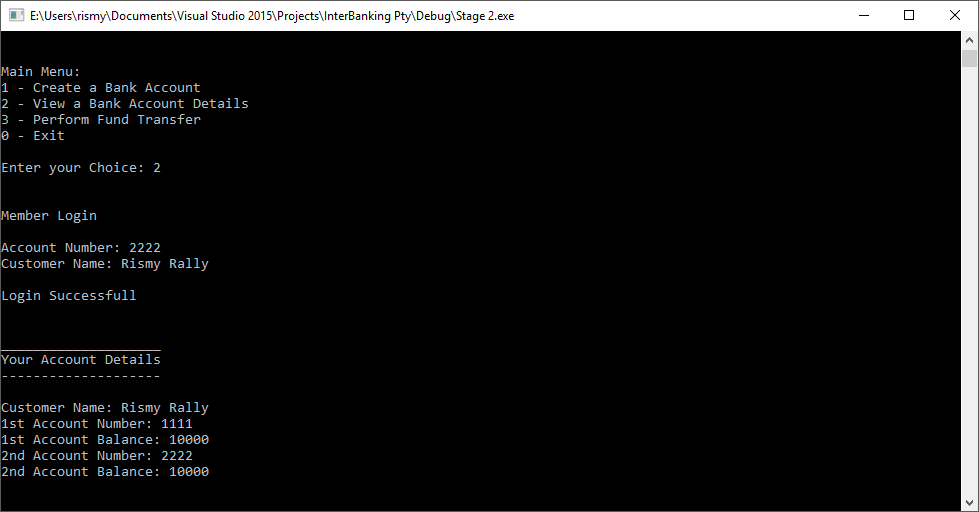 E:\Users\rismy\Documents\Visual Studio 2015\Projects\InterBanking Pty\Debug\Stage 2.exe
Main Menu:
1 - Create a Bank Account
2 - View a Bank Account Details
3 - Perform Fund Transfer
0 - Exit
Enter your Choice: 2
Member Login
Account Number: 2222
Customer Name: Rismy Rally
Login Successfull
____________________
Your Account Details
--------------------
Customer Name: Rismy Rally
1st Account Number: 1111
1st Account Balance: 10000
2nd Account Number: 2222
2nd Account Balance: 10000